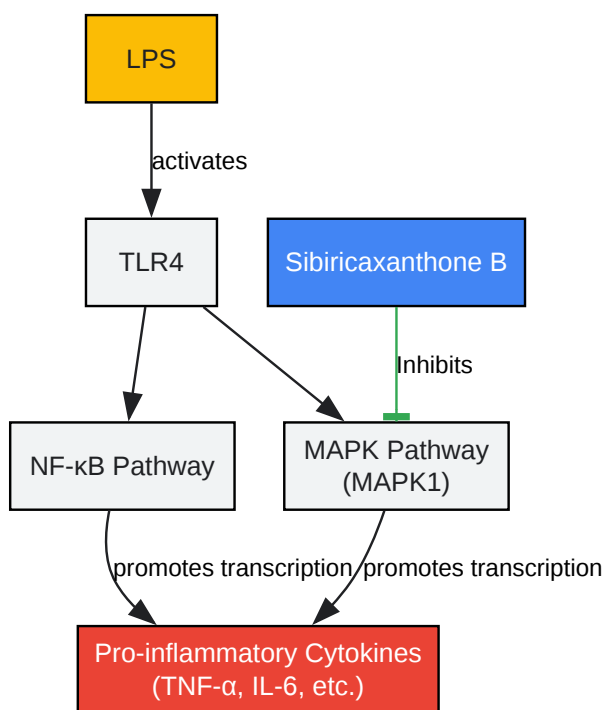 LPS
activates
TLR4
Sibiricaxanthone B
Inhibits
NF-κB Pathway
MAPK Pathway
(MAPK1)
promotes transcription
promotes transcription
Pro-inflammatory Cytokines
(TNF-α, IL-6, etc.)